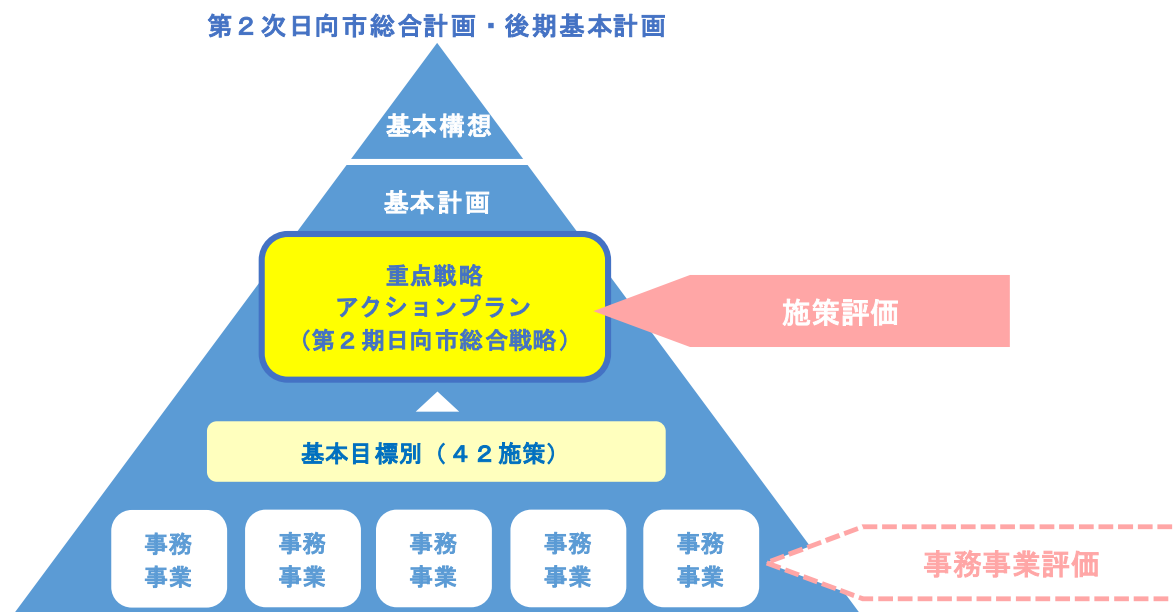 第２次日向市総合計画・後期基本計画
基本構想
基本計画
重点戦略
アクションプラン
（第２期日向市総合戦略）
施策評価
基本目標別（４２施策）
事務
事業
事務
事業
事務
事業
事務
事業
事務
事業
事務事業評価